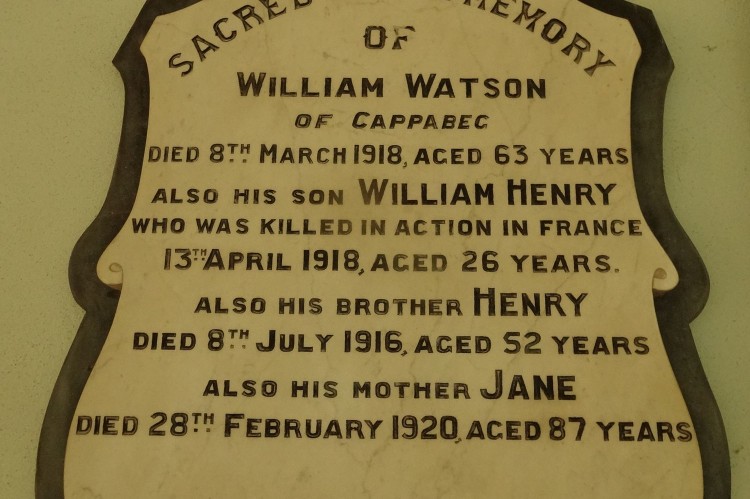 SACRED MEMORY
OF
WILLIAM WATSON
OF CAPPABEG
DIED 8TH MARCH 1918, AGED 63 YEARS
ALSO HIS SON WILLIAM HENRY
WHO WAS KILLED IN ACTION IN FRANCE
13TH APRIL 1918, AGED 26 YEARS.
ALSO HIS BROTHER HENRY
DIED 8TH JULY 1916, AGED 52 YEARS
ALSO HIS MOTHER JANE
DIED 28TH FEBRUARY 1920, AGED 87 YEARS